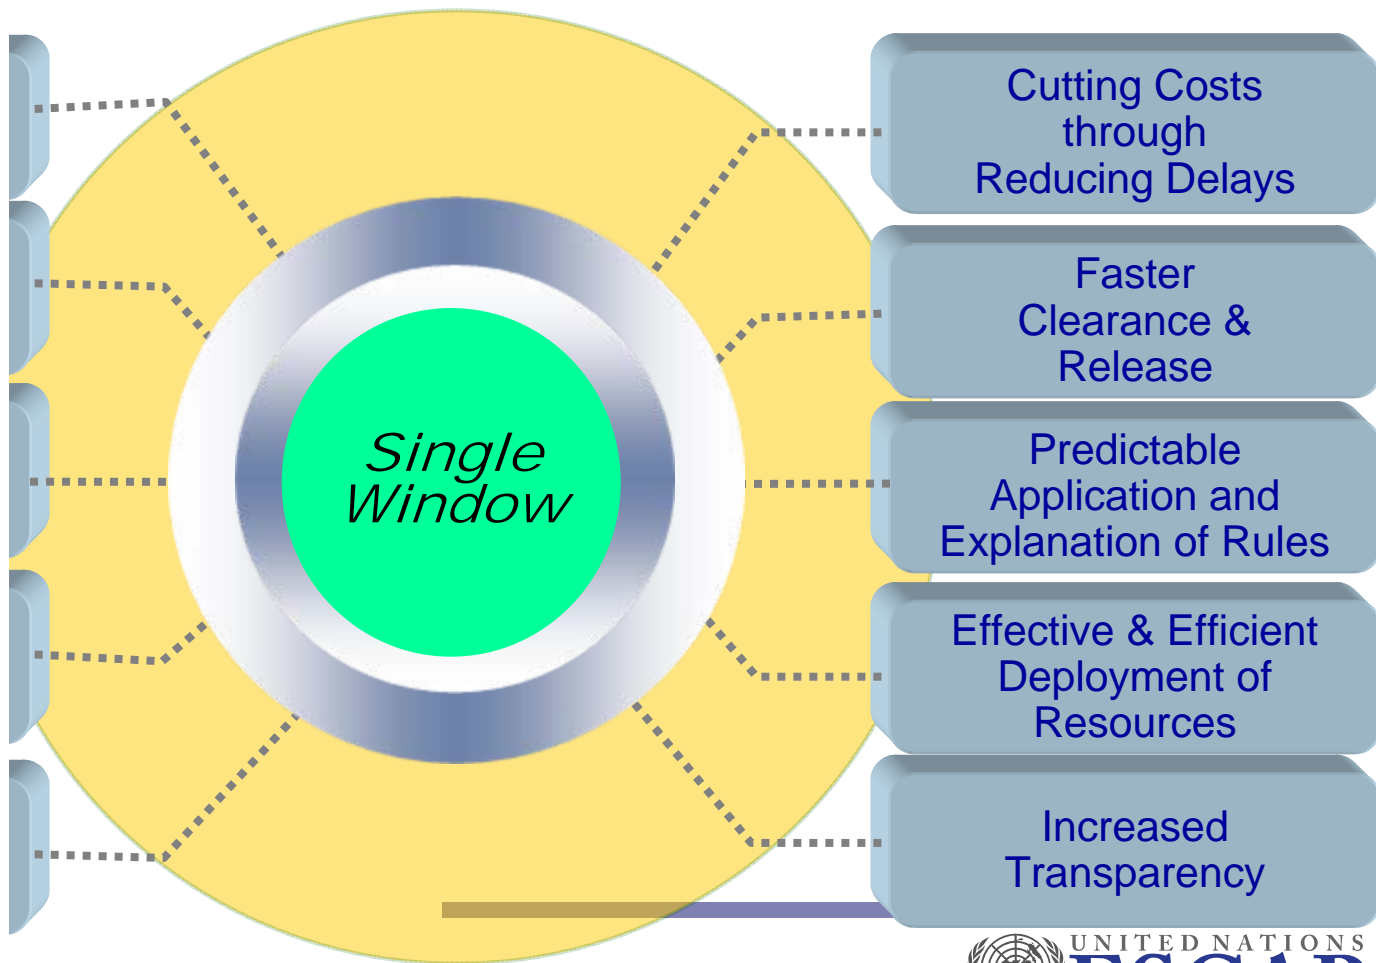 Single
Window
Cutting Costs
through
Reducing Delays
Faster
Clearance &
Release
Predictable
Application and
Explanation of Rules
Effective & Efficient
Deployment of
Resources
Increased
Transparency
UNITED NATIONS
ESCAP